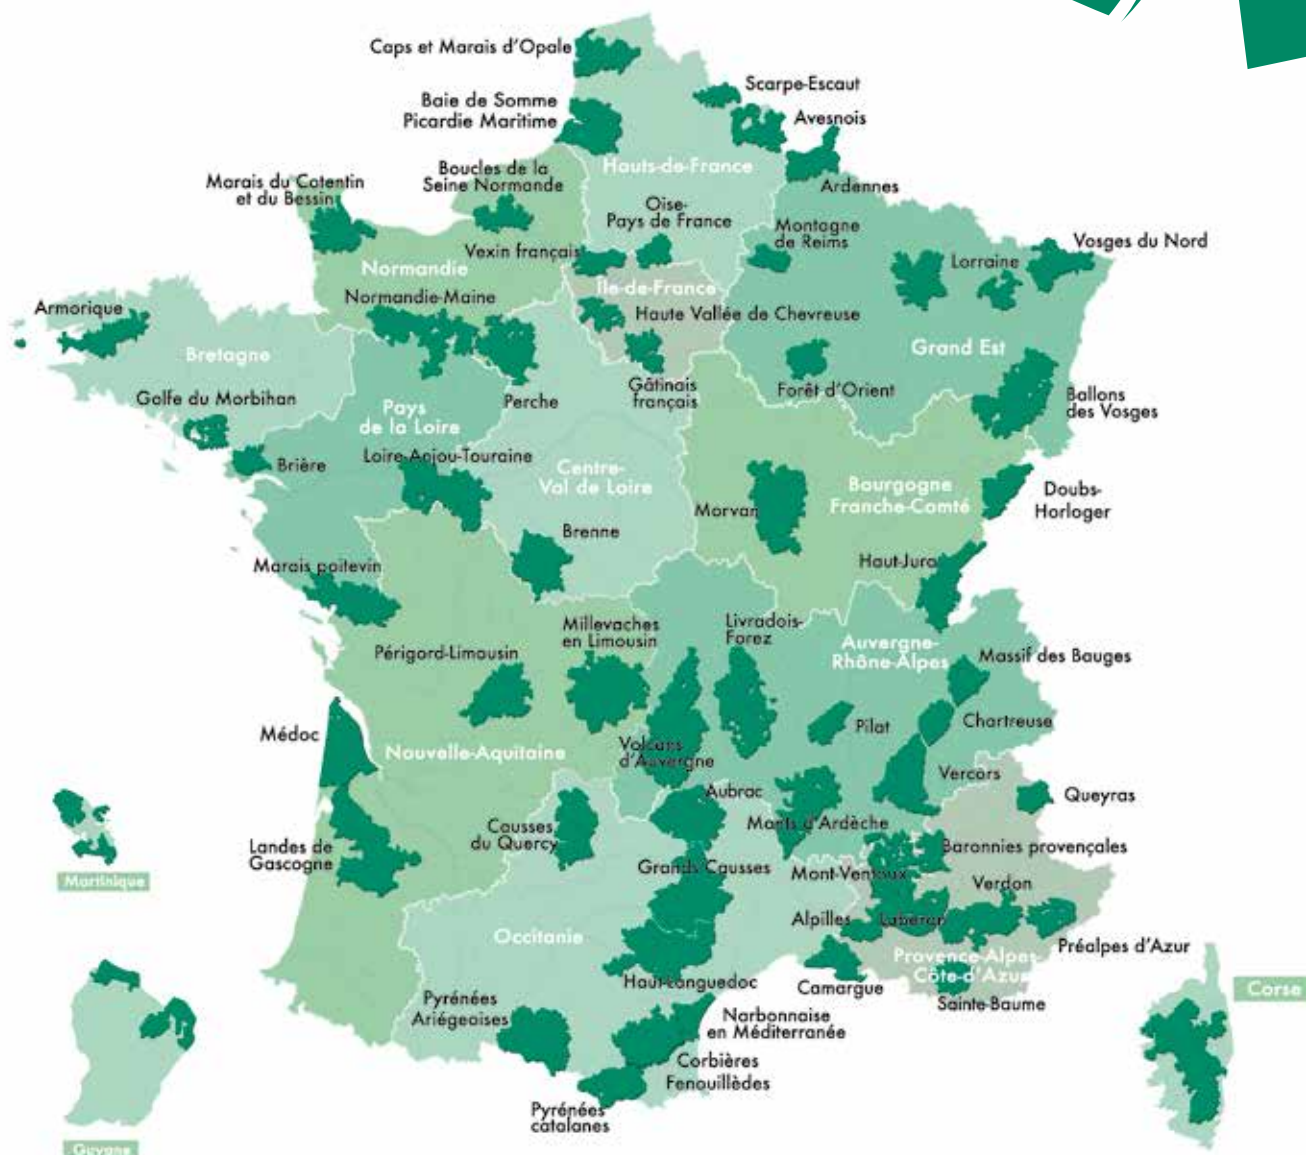 Caps et Marais d'Opale
Scarpe-Escaut
Baie de Somme
Picardie Maritime
Avesnois
Hauts-de-France
Boucles de la
Seine Normande
Marais du Cotentin
et du Bessin
Ardennes
Oise-
Pays de France
Montagne
de Reims
Vosges du Nord
Vexin français
Lorraine
Normandie
Île-de-France
Normandie-Maine
Armorique
Haute Vallée de Chevreuse
Bretagne
Grand Est
Golfe du Morbihan
Perche
Gâtinais
français
Forêt d'Orient
Ballons
des Vosges
Pays
de la Loire
Brière
Loire-Anjou-Touraine
Centre-
Val de Loire
Bourgogne
Franche-Comté
Doubs-
Horloger
Morvan
Brenne
Haut-Jura
Marais poitevin
Millevaches
en Limousin
Livradois-
Forez
Auvergne-
Rhône-Alpes
Périgord-Limousin
Massif des Bauges
Médoc
Pilat
Chartreuse
Nouvelle-Aquitaine
Volcans
d'Auvergne
Vercors
Queyras
Aubrac
Causses
du Quercy
Monts d'Ardèche
Landes de
Gascogne
Baronnies provençales
Grands Causses
Mont-Ventoux
Verdon
Martinique
Alpilles
Luberon
Occitanie
Préalpes d'Azur
Provence-Alpes-
Côte-d'Azur
Haut-Languedoc
Camargue
Sainte-Baume
Corse
Pyrénées
Ariégeoises
Narbonnaise
en Méditerranée
Corbières
Fenouillèdes
Pyrénées
catalanes
Guyane